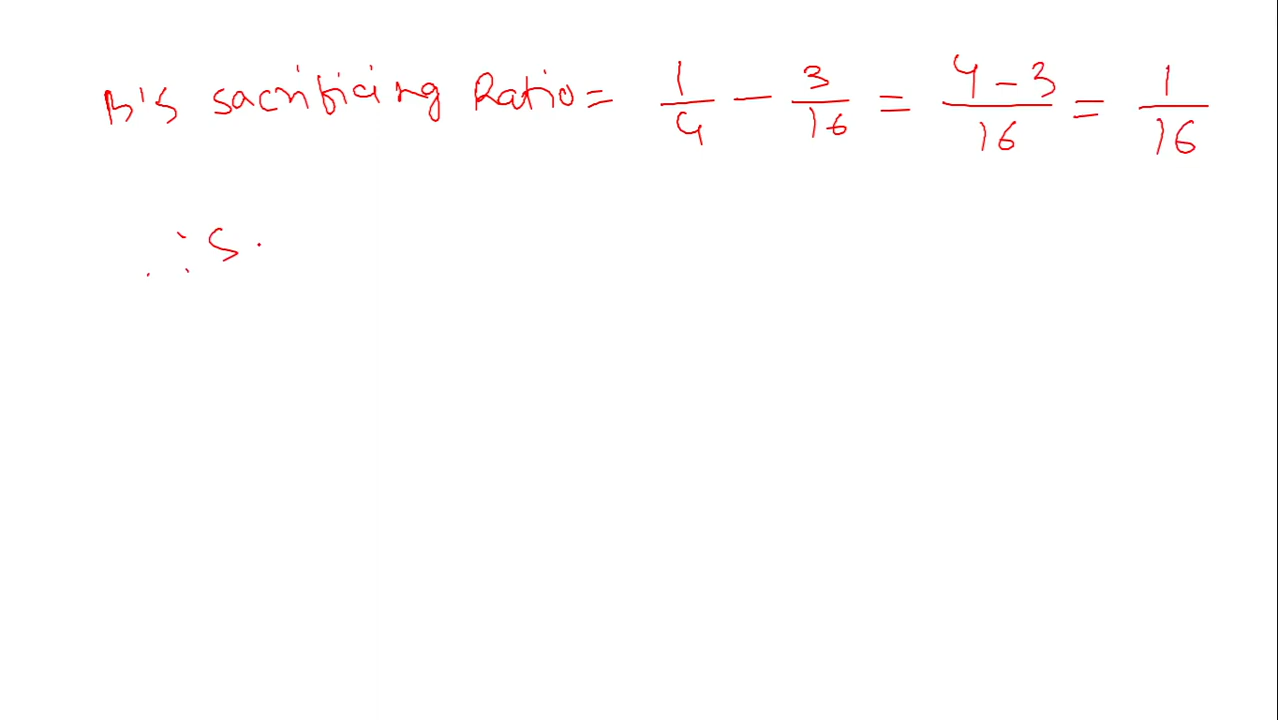 B's sacrificing Ratio = 1/4 - 3/16 = 4-3/16 = 1/16
∴ S.